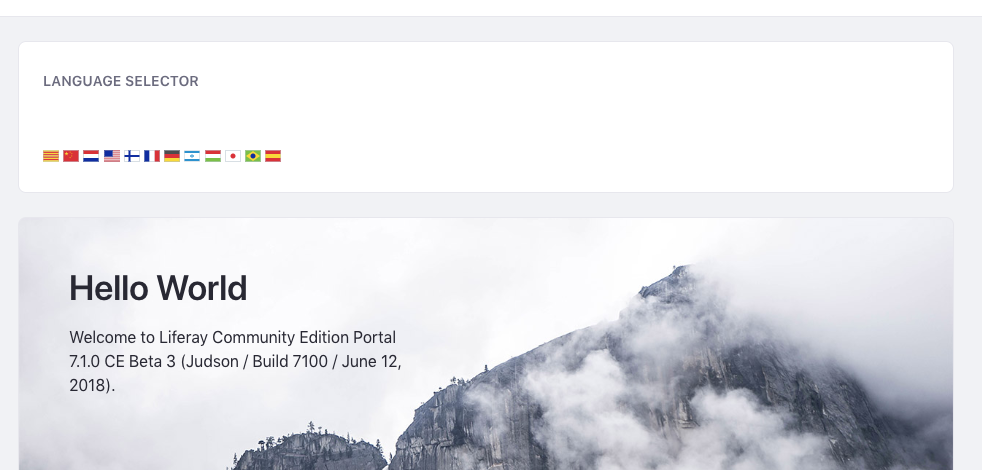 LANGUAGE SELECTOR
Hello World
Welcome to Liferay Community Edition Portal
7.1.0 CE Beta 3 (Judson / Build 7100 / June 12,
2018).